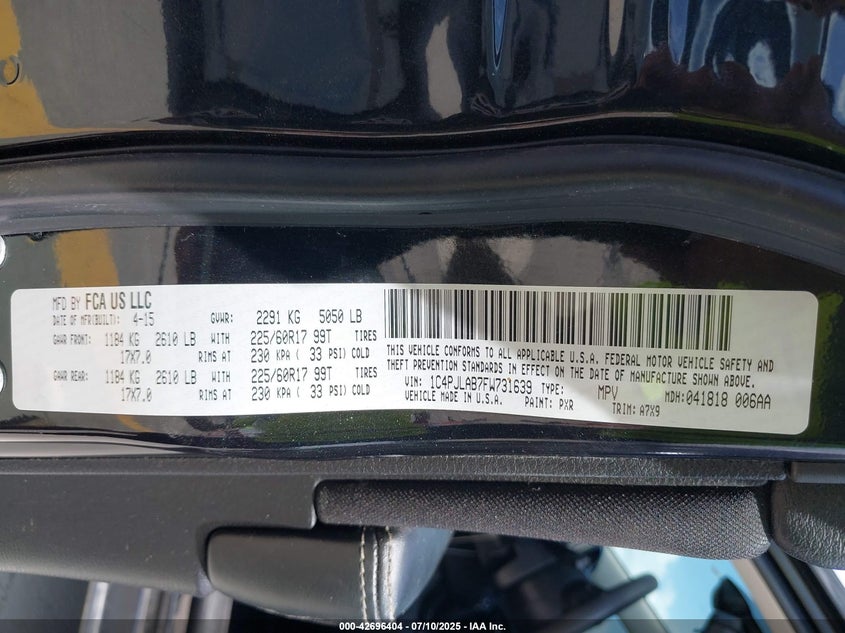 MFD BY FCA US LLC
DATE OF MFR(BUILT): 4-15 GVWR: 2291 KG 5050 LB
GAWR FRONT: 1184 KG 2610 LB WITH 225/60R17 99T TIRES
17X7.0 RIMS AT 230 KPA ( 33 PSI) COLD
GAWR REAR: 1184 KG 2610 LB WITH 225/60R17 99T TIRES
17X7.0 RIMS AT 230 KPA ( 33 PSI) COLD
THIS VEHICLE CONFORMS TO ALL APPLICABLE U.S.A. FEDERAL MOTOR VEHICLE SAFETY AND
THEFT PREVENTION STANDARDS IN EFFECT ON THE DATE OF MANUFACTURE SHOWN ABOVE.
VIN: 1C4PJLAB7FW731639 TYPE: MPV MDH: 041818 006AA
VEHICLE MADE IN U.S.A. PAINT: PXR TRIM: A7X9
000-42696404 - 07/10/2025 - IAA Inc.